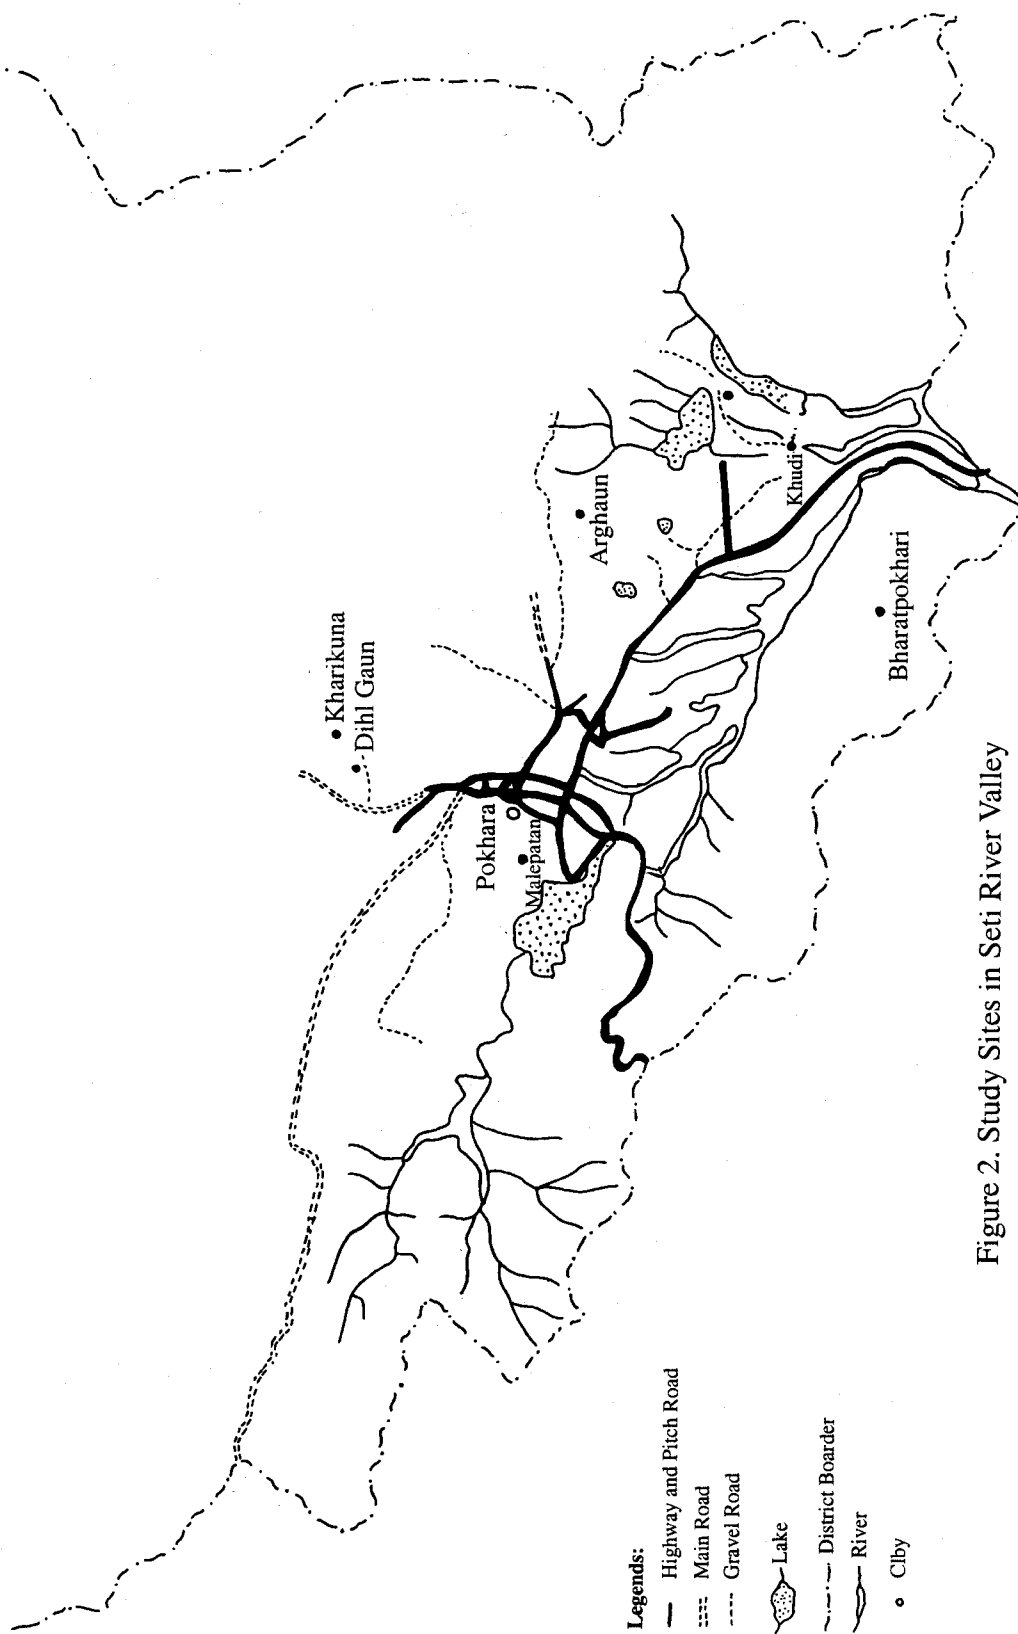 Kharikuna
Dihl Gaun
Pokhara
Malepatan
Arghaun
Khudi
Bharatpokhari
Legends:
Highway and Pitch Road
Main Road
Gravel Road
Lake
District Boarder
River
Clby
Figure 2. Study Sites in Seti River Valley